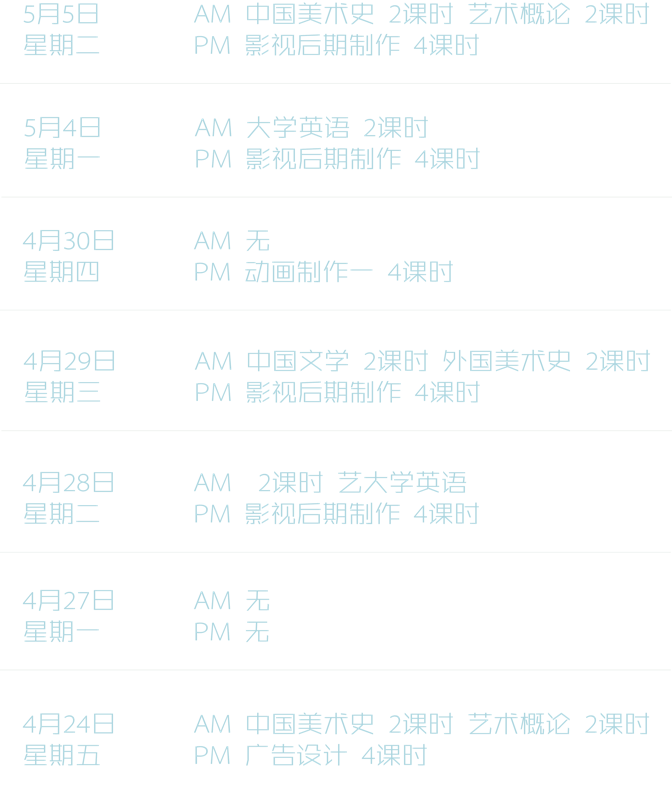 5月5日 AM 中国美术史 2课时 艺术概论 2课时
星期二 PM 影视后期制作 4课时
5月4日 AM 大学英语 2课时
星期一 PM 影视后期制作 4课时
4月30日 AM 无
星期四 PM 动画制作一 4课时
4月29日 AM 中国文学 2课时 外国美术史 2课时
星期三 PM 影视后期制作 4课时
4月28日 AM 2课时 艺大学英语
星期二 PM 影视后期制作 4课时
4月27日 AM 无
星期一 PM 无
4月24日 AM 中国美术史 2课时 艺术概论 2课时
星期五 PM 广告设计 4课时